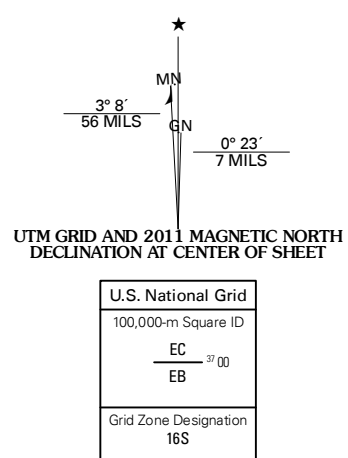 ★
MN
3° 8´
56 MILS
GN
0° 23´
7 MILS
UTM GRID AND 2011 MAGNETIC NORTH
DECLINATION AT CENTER OF SHEET
U.S. National Grid
100,000-m Square ID
EC
37 00
EB
Grid Zone Designation
16S